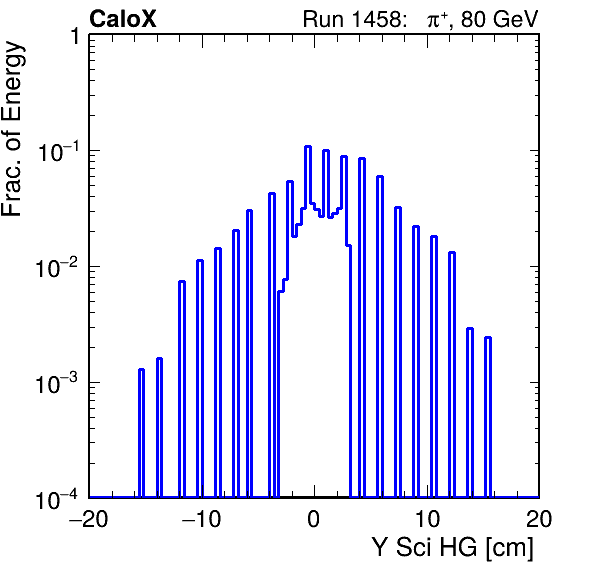 CaloX Run 1458: π⁺, 80 GeV
Frac. of Energy
1
10⁻¹
10⁻²
10⁻³
10⁻⁴
−20 −10 0 10 20
Y Sci HG [cm]